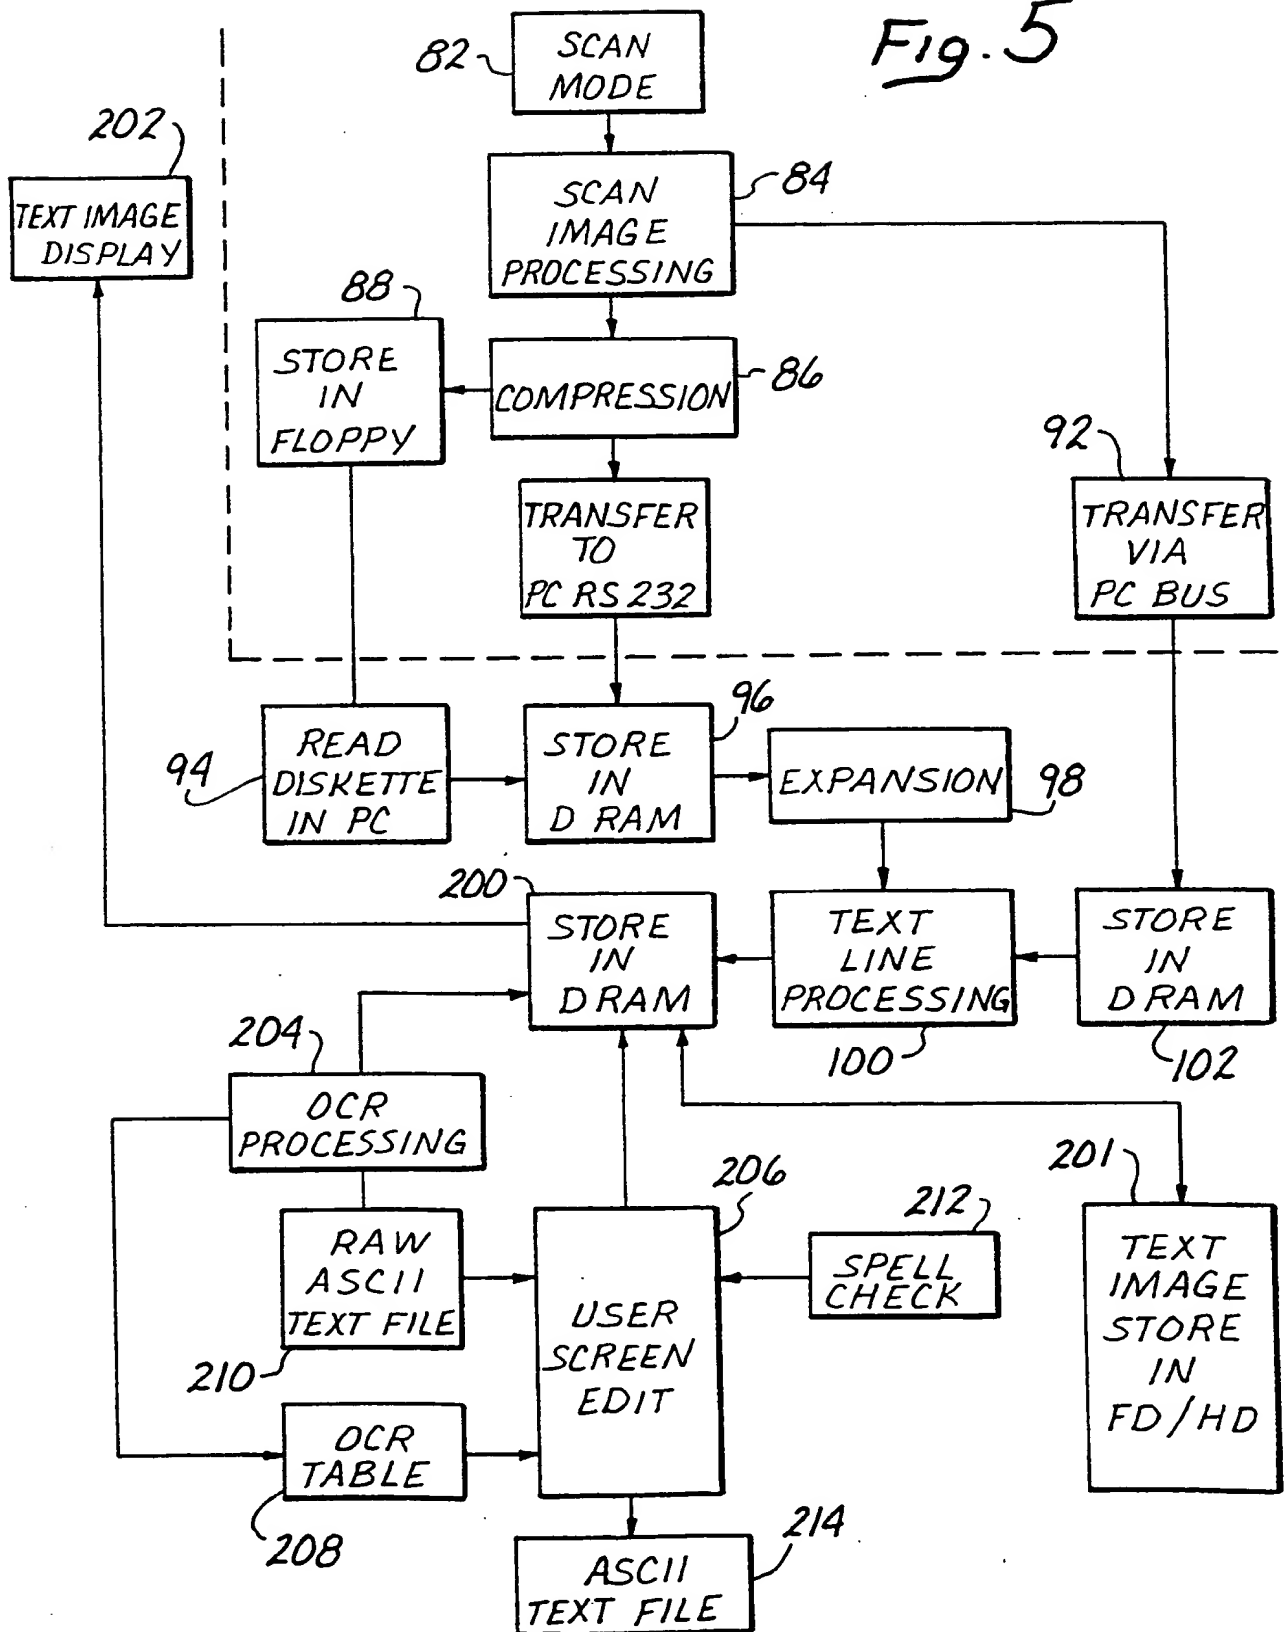 Fig. 5
82
SCAN
MODE
202
TEXT IMAGE
DISPLAY
84
SCAN
IMAGE
PROCESSING
88
STORE
IN
FLOPPY
86
COMPRESSION
92
TRANSFER
TO
PC RS 232
TRANSFER
VIA
PC BUS
94
READ
DISKETTE
IN PC
96
STORE
IN
D RAM
EXPANSION
98
200
STORE
IN
DRAM
TEXT
LINE
PROCESSING
100
STORE
IN
DRAM
102
204
OCR
PROCESSING
210
RAW
ASCII
TEXT FILE
206
USER
SCREEN
EDIT
212
SPELL
CHECK
201
TEXT
IMAGE
STORE
IN
FD/HD
OCR
TABLE
208
214
ASCII
TEXT FILE